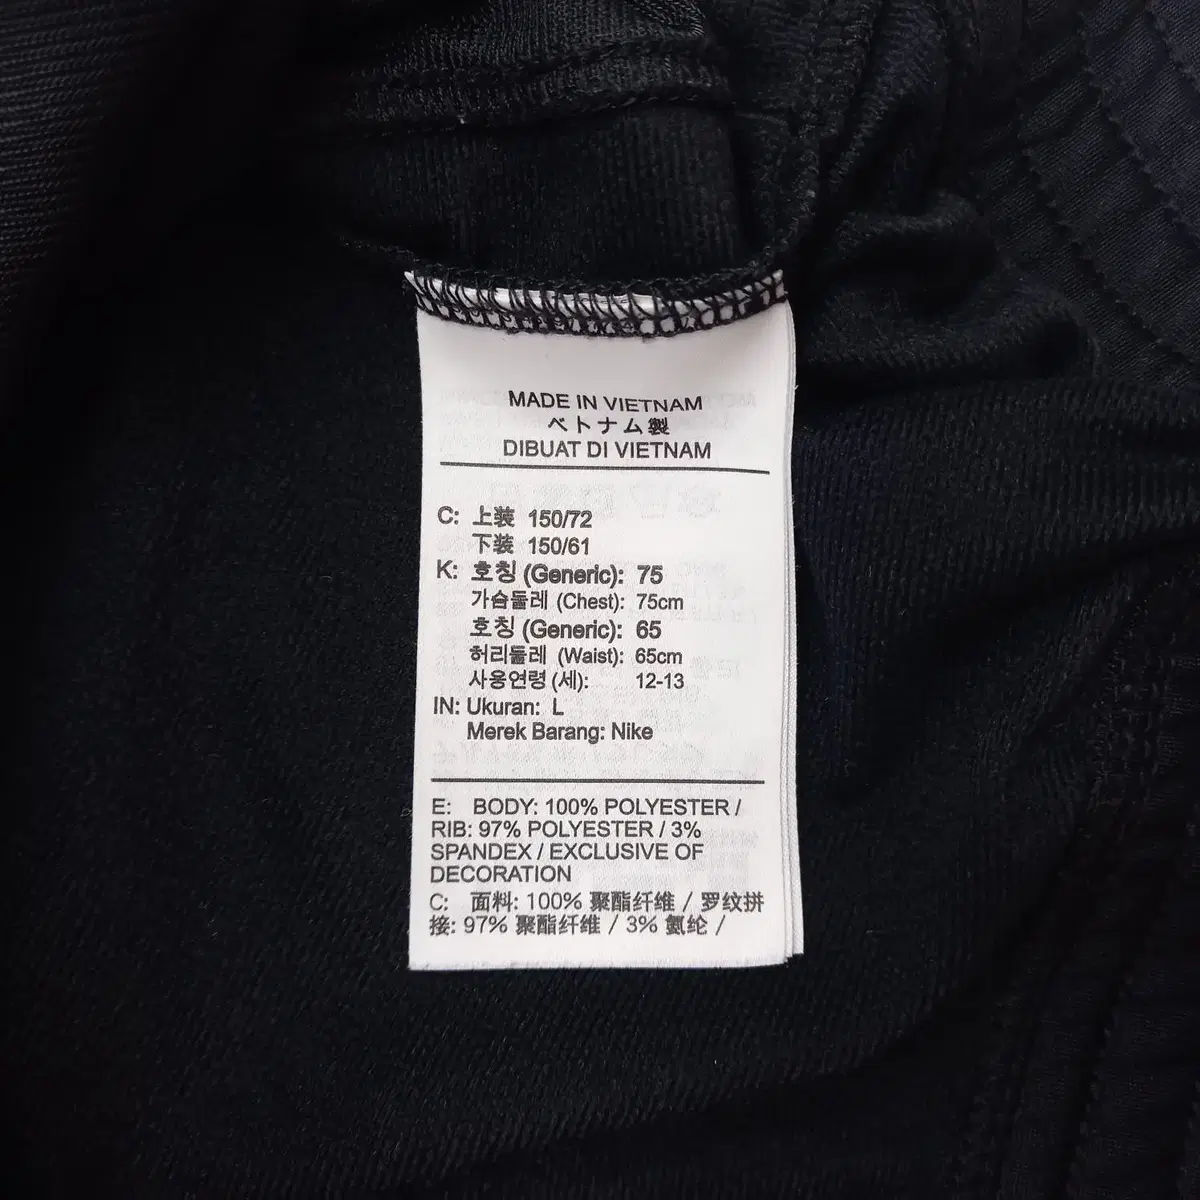 MADE IN VIETNAM
ベトナム製
DIBUAT DI VIETNAM
C: 上装 150/72
下装 150/61
K: 호칭 (Generic): 75
가슴둘레 (Chest): 75cm
호칭 (Generic): 65
허리둘레 (Waist): 65cm
사용연령 (세): 12-13
IN: Ukuran: L
Merek Barang: Nike
E: BODY: 100% POLYESTER /
RIB: 97% POLYESTER / 3%
SPANDEX / EXCLUSIVE OF
DECORATION
C: 面料: 100% 聚酯纤维 / 罗纹拼
接: 97% 聚酯纤维 / 3% 氨纶 /